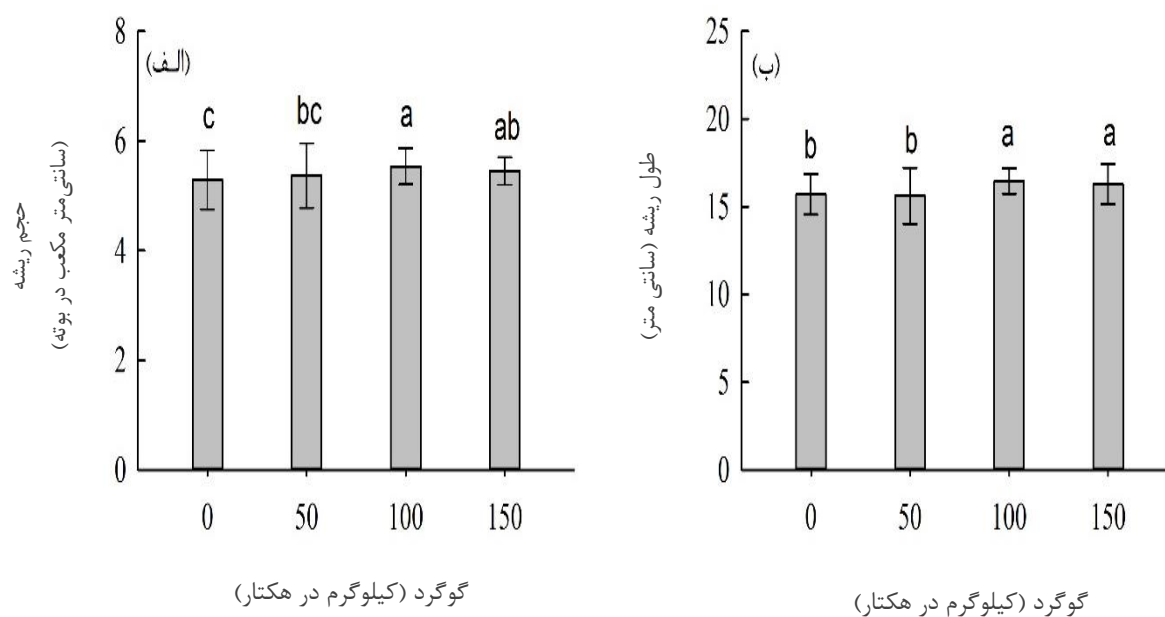 (الف)
8
6
4
2
0
c
bc
a
ab
0 50 100 150
حجم ریشه
(سانتی‌متر مکعب در بوته)
گوگرد (کیلوگرم در هکتار)
(ب)
25
20
15
10
5
0
b
b
a
a
0 50 100 150
طول ریشه (سانتی متر)
گوگرد (کیلوگرم در هکتار)